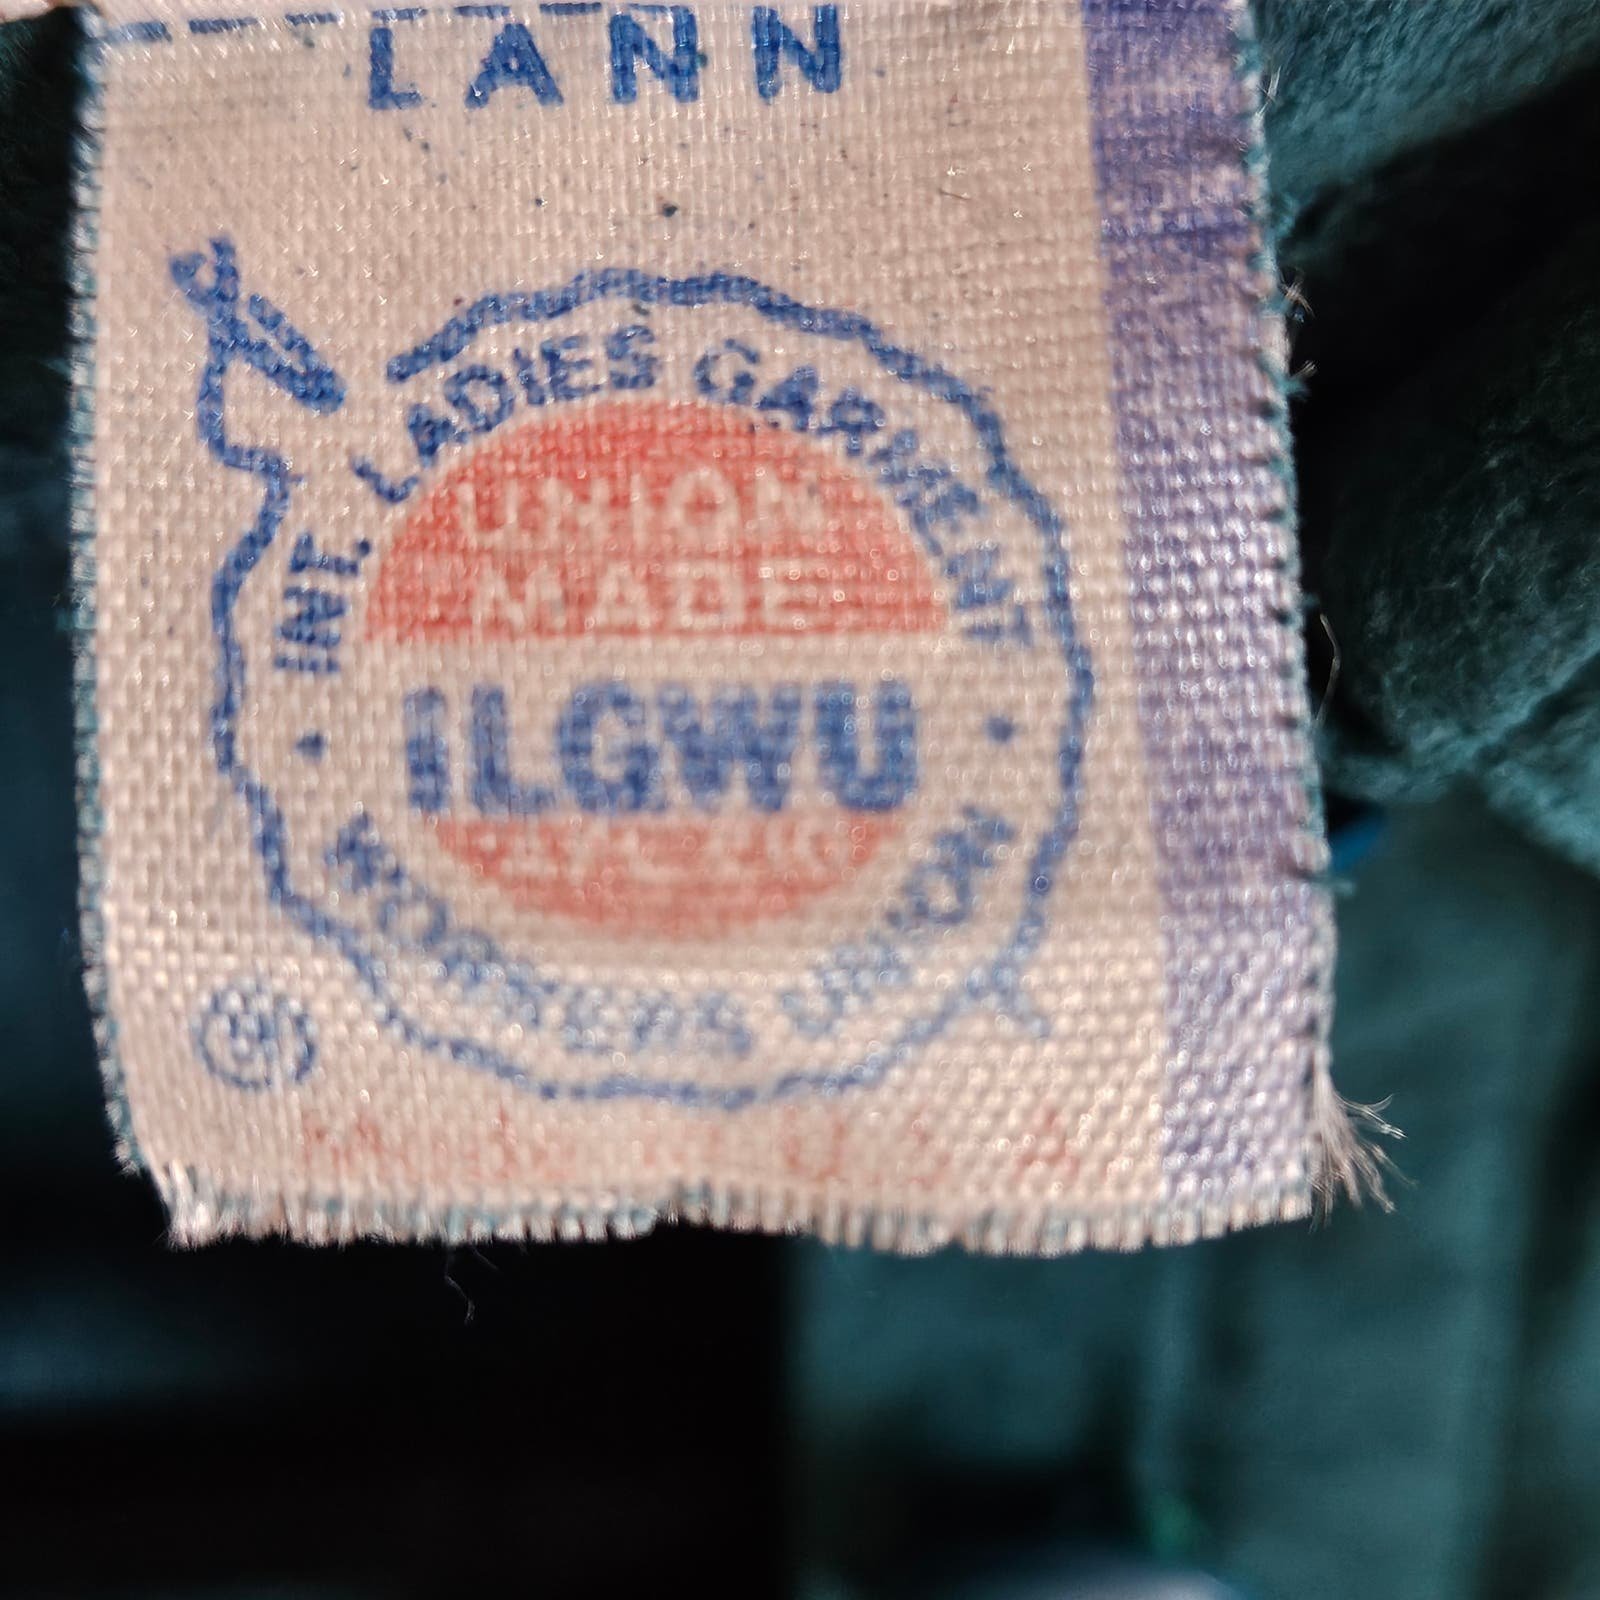 LANN
INT. LADIES GARMENT
UNION
MADE
ILGWU
WORKERS UNION